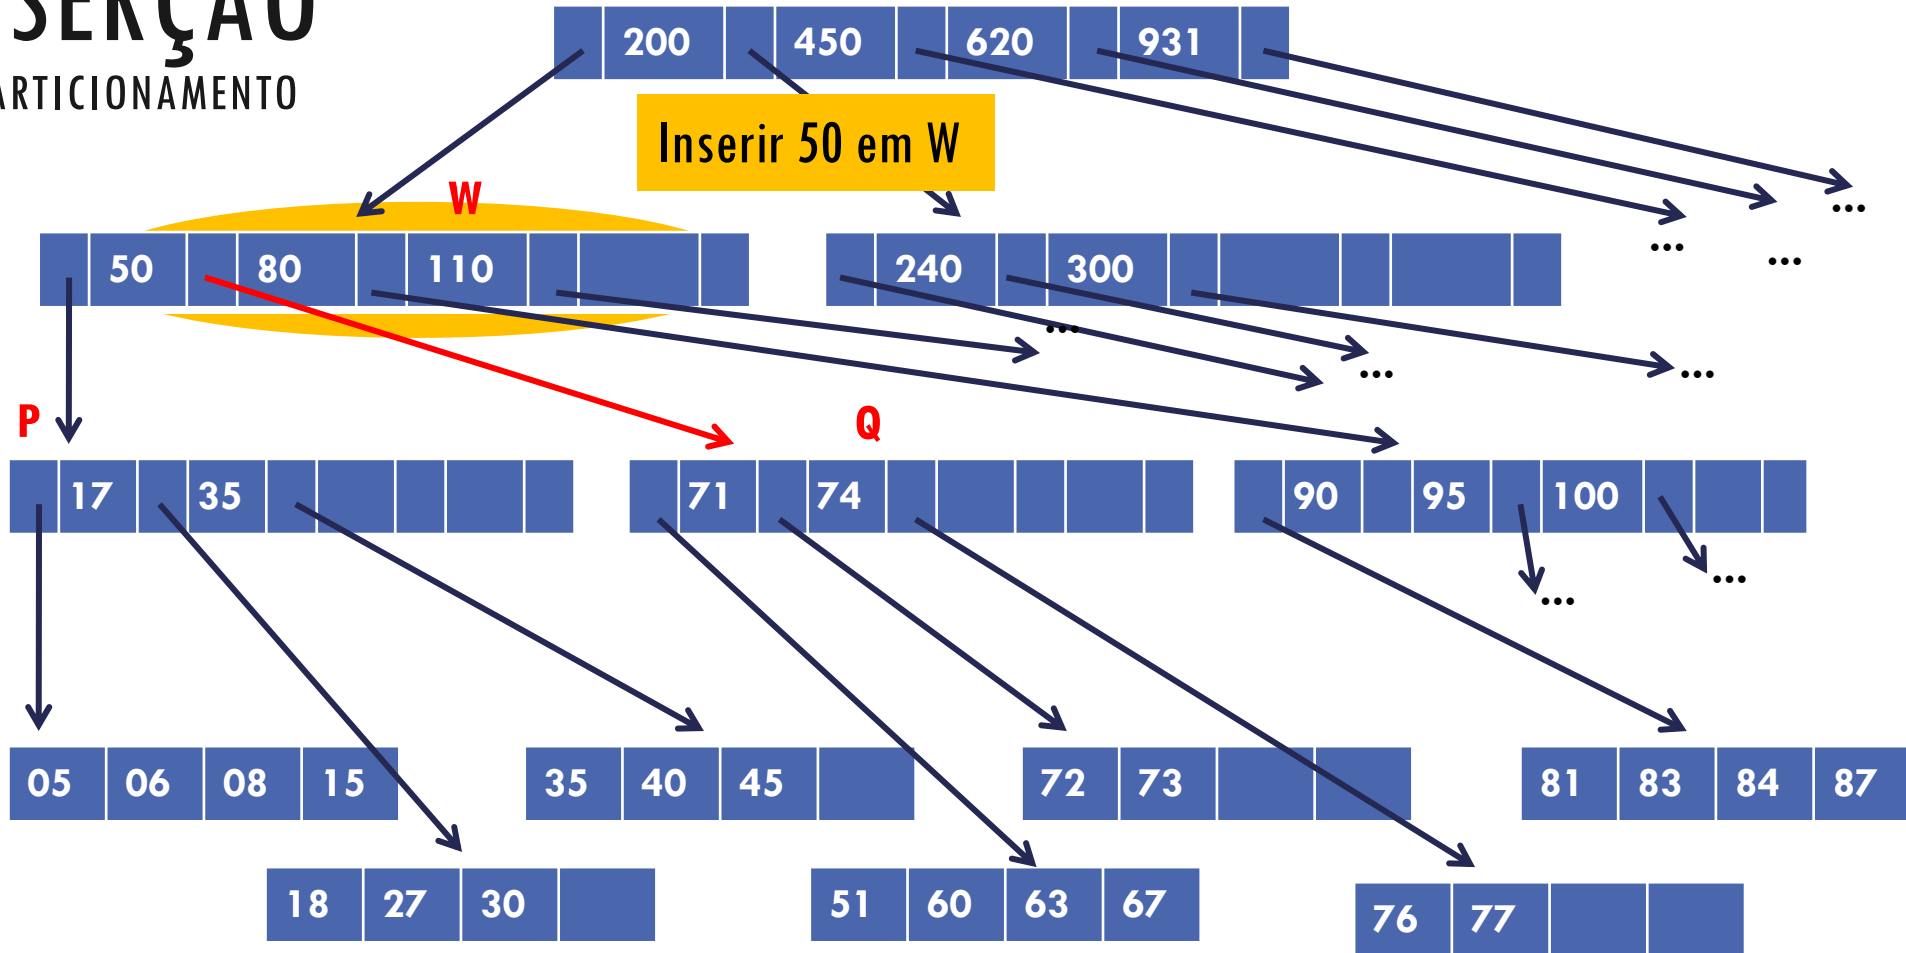 SERÇÃO
ARTICIONAMENTO
200 450 620 931
Inserir 50 em W
W
...
50 80 110
240 300
... ...
...
... ...
P Q
17 35
71 74
90 95 100
...
...
05 06 08 15
35 40 45
72 73
81 83 84 87
18 27 30
51 60 63 67
76 77